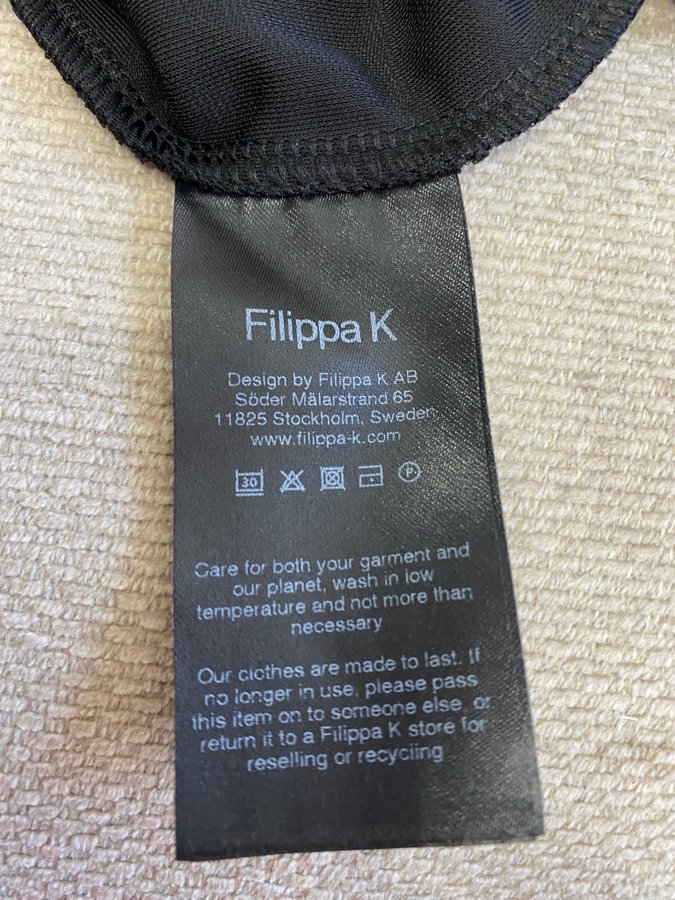 Filippa K
Design by Filippa K AB
Söder Mälarstrand 65
11825 Stockholm, Sweden
www.filippa-k.com
30 P
Care for both your garment and
our planet, wash in low
temperature and not more than
necessary
Our clothes are made to last. If
no longer in use, please pass
this item on to someone else, or
return it to a Filippa K store for
reselling or recycling